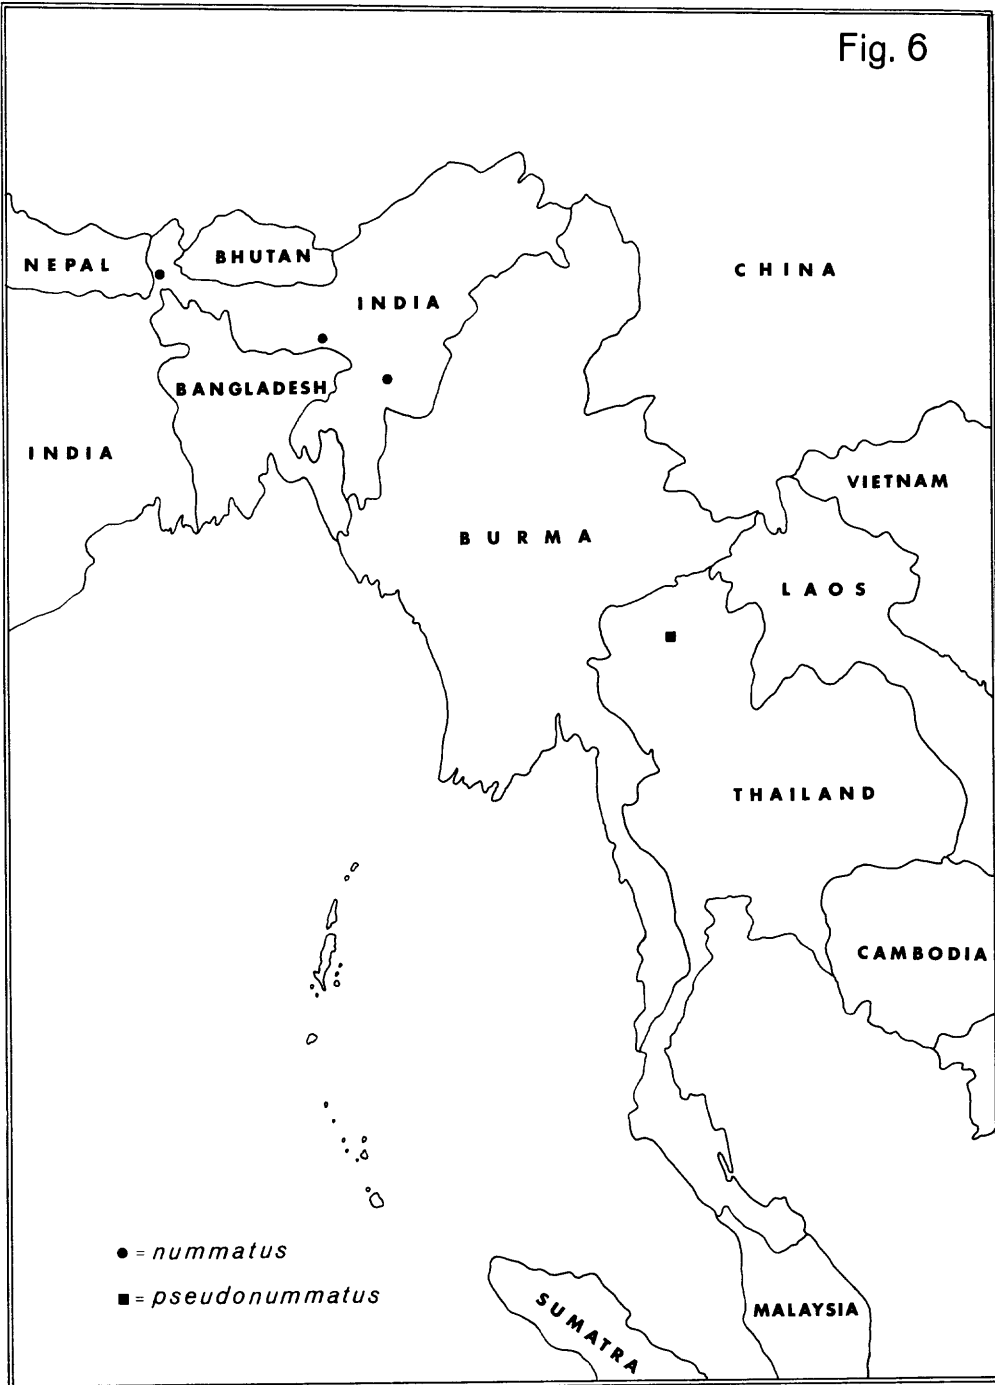 Fig. 6
NEPAL
BHUTAN
INDIA
CHINA
BANGLADESH
INDIA
VIETNAM
BURMA
LAOS
THAILAND
CAMBODIA
● = nummatus
■ = pseudonummatus
SUMATRA
MALAYSIA